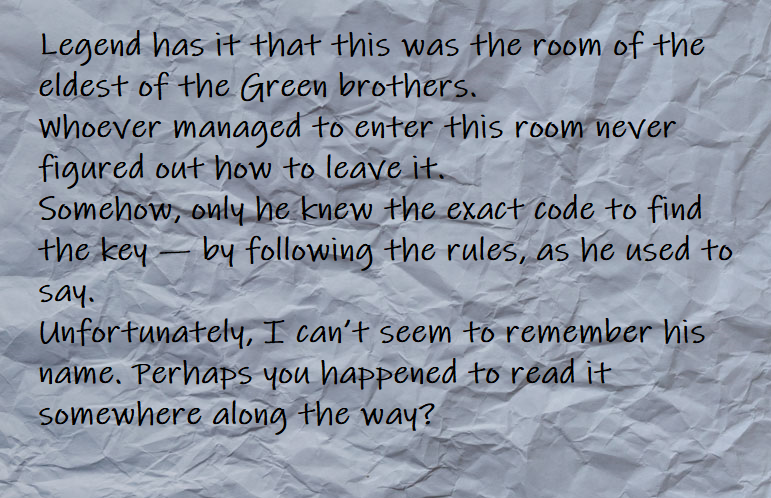 Legend has it that this was the room of the
eldest of the Green brothers.
Whoever managed to enter this room never
figured out how to leave it.
Somehow, only he knew the exact code to find
the key — by following the rules, as he used to
say.
Unfortunately, I can't seem to remember his
name. Perhaps you happened to read it
somewhere along the way?